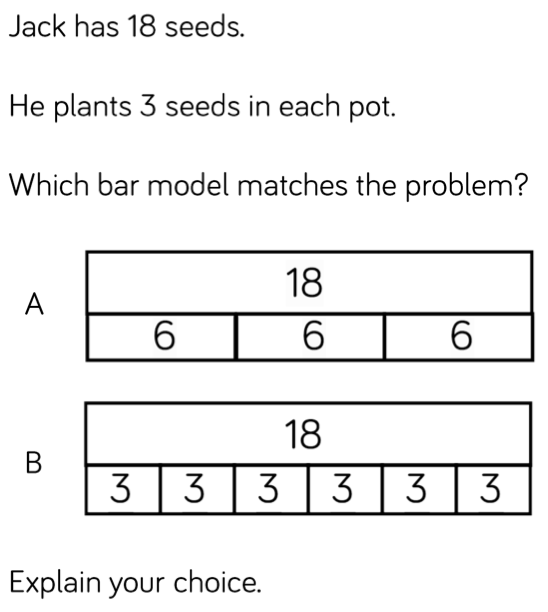 Jack has 18 seeds.
He plants 3 seeds in each pot.
Which bar model matches the problem?
A
18
6 6 6
B
18
3 3 3 3 3 3
Explain your choice.